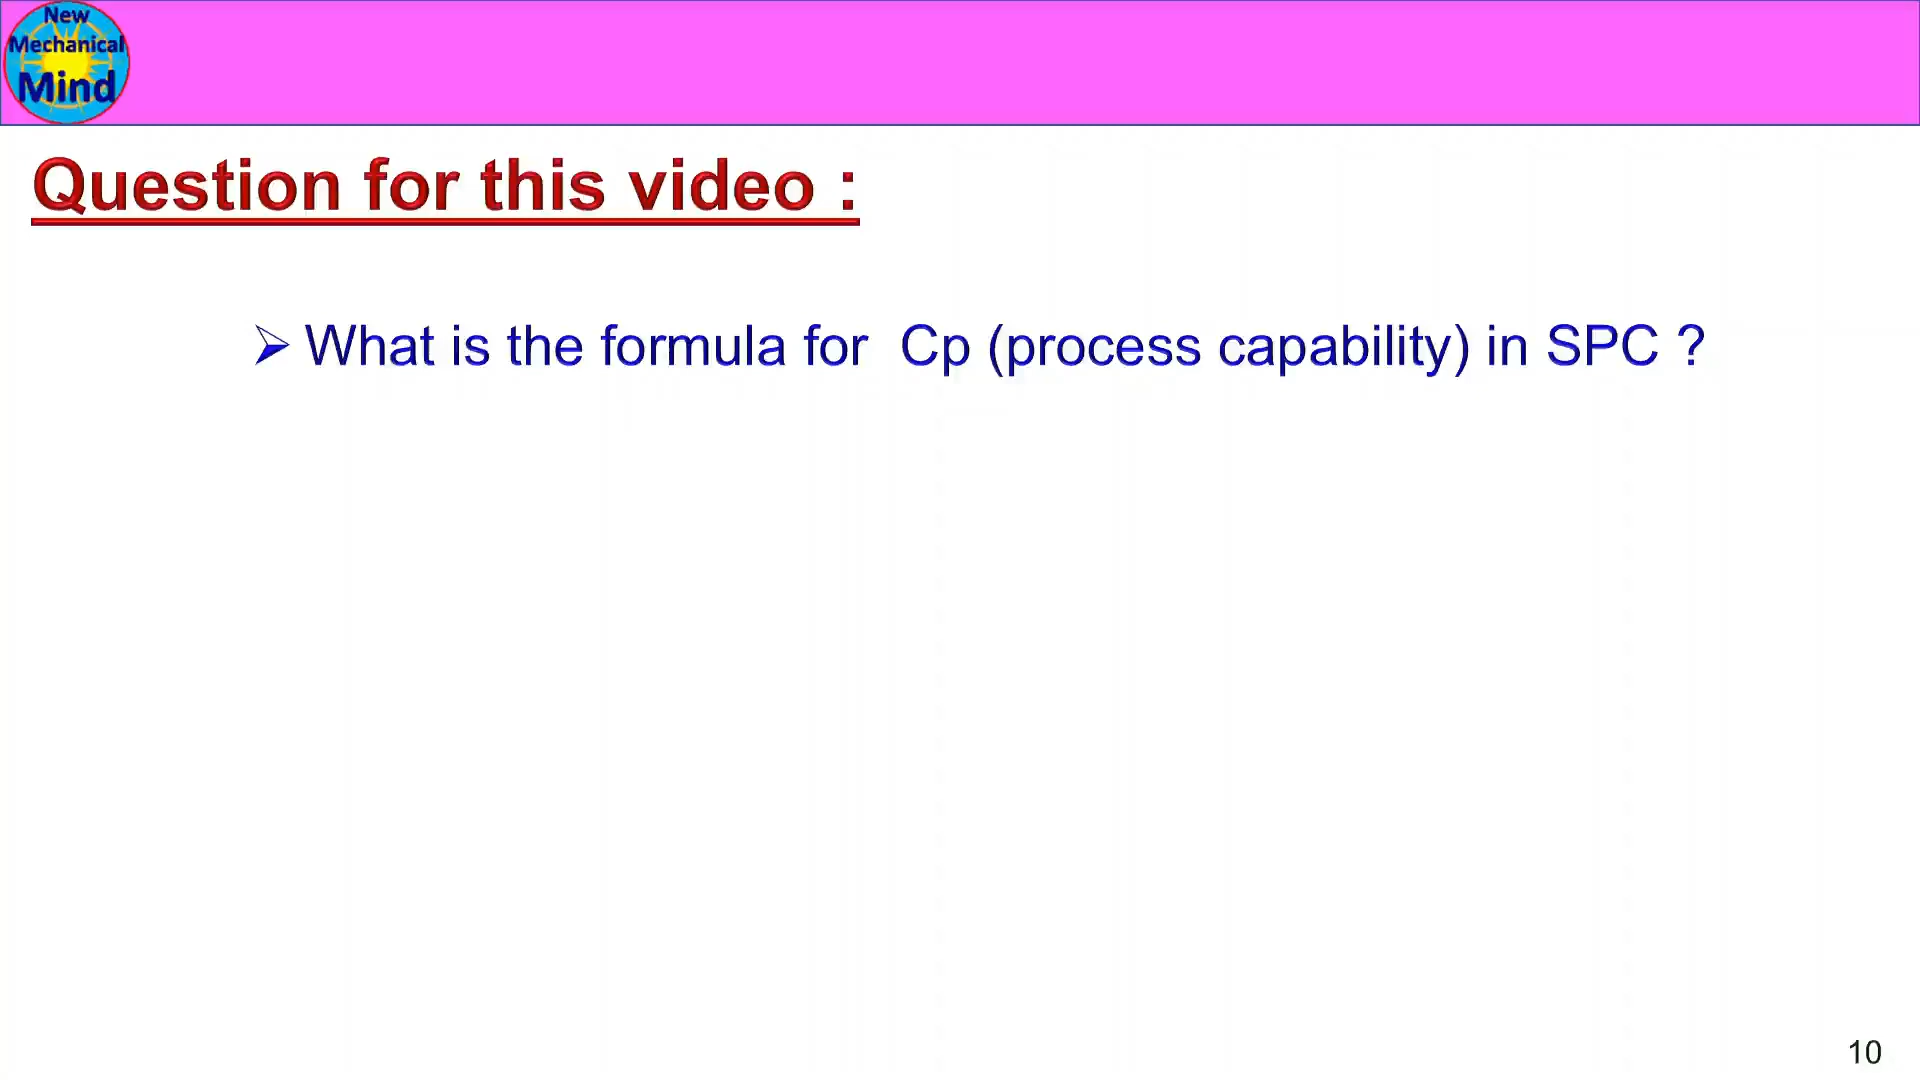 New
Mechanical
Mind
Question for this video :
➢ What is the formula for  Cp (process capability) in SPC ?
10